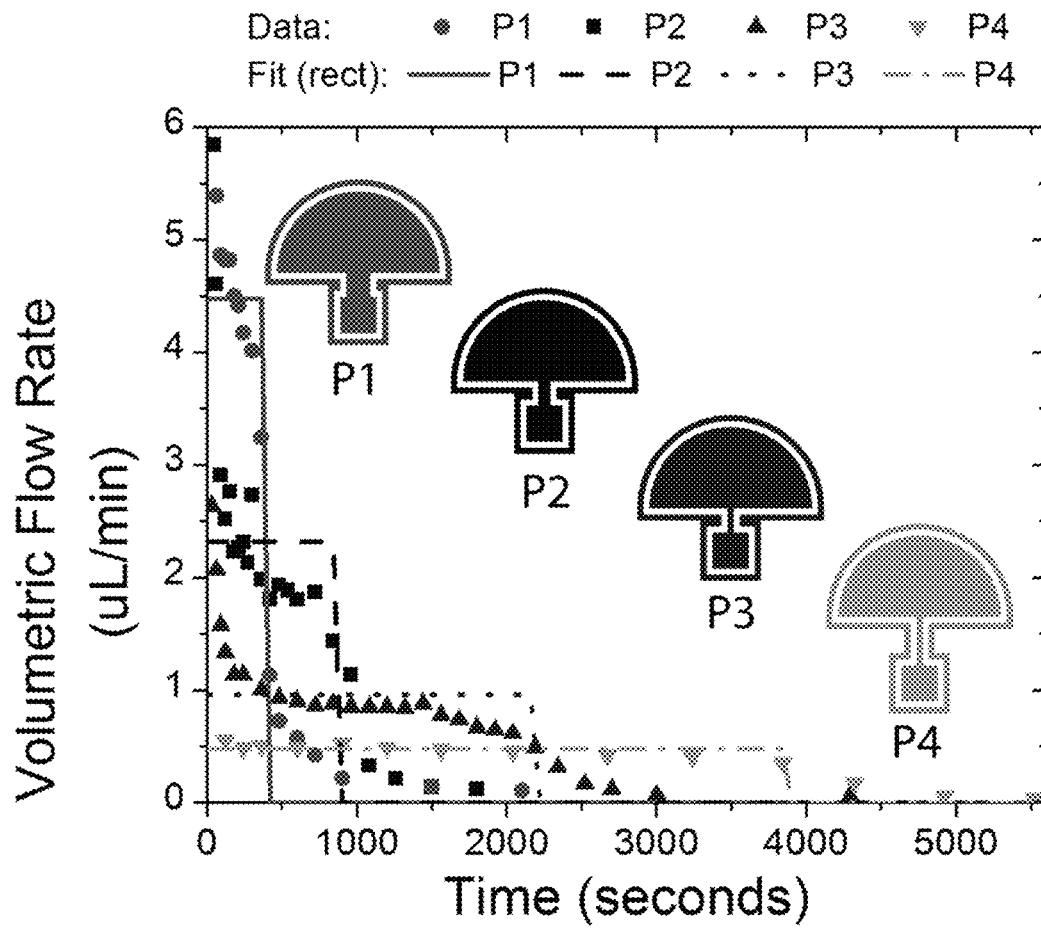 Data: P1 P2 P3 P4
Fit (rect): P1 P2 P3 P4
Volumetric Flow Rate
(uL/min)
6
5
4
3
2
1
0
P1
P2
P3
P4
0 1000 2000 3000 4000 5000
Time (seconds)